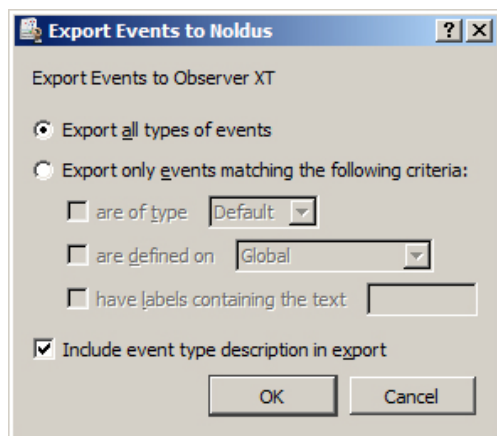 Export Events to Noldus
Export Events to Observer XT
Export all types of events
Export only events matching the following criteria:
are of type Default
are defined on Global
have labels containing the text
Include event type description in export
OK Cancel